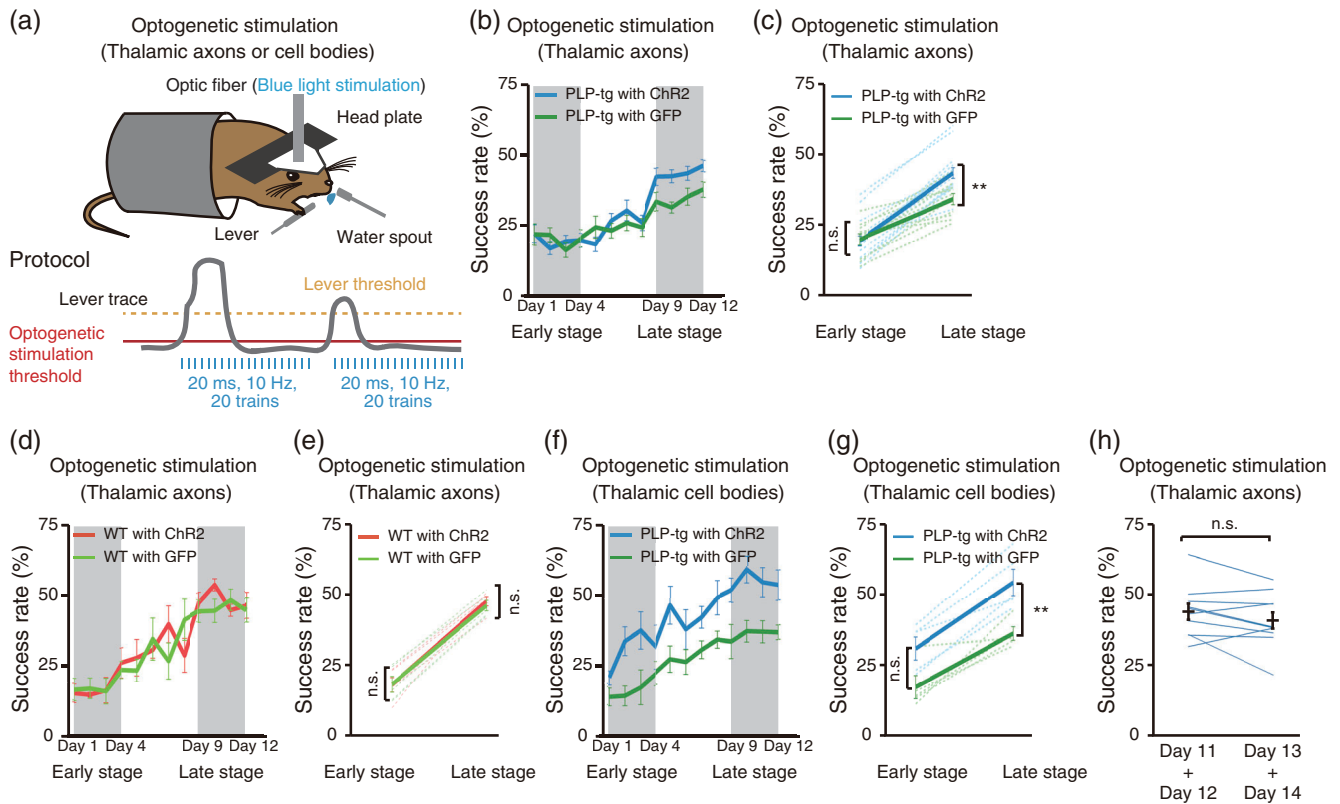 (a)
Optogenetic stimulation
(Thalamic axons or cell bodies)
Optic fiber (Blue light stimulation)
Head plate
Lever
Water spout
Protocol
Lever trace
Lever threshold
Optogenetic
stimulation
threshold
20 ms, 10 Hz,
20 trains
20 ms, 10 Hz,
20 trains
(b)
Optogenetic stimulation
(Thalamic axons)
Success rate (%)
75
50
25
0
PLP-tg with ChR2
PLP-tg with GFP
Day 1
Day 4
Day 9
Day 12
Early stage
Late stage
(c)
Optogenetic stimulation
(Thalamic axons)
Success rate (%)
75
50
25
0
PLP-tg with ChR2
PLP-tg with GFP
n.s.
**
Early stage
Late stage
(d)
Optogenetic stimulation
(Thalamic axons)
Success rate (%)
75
50
25
0
WT with ChR2
WT with GFP
Day 1
Day 4
Day 9
Day 12
Early stage
Late stage
(e)
Optogenetic stimulation
(Thalamic axons)
Success rate (%)
75
50
25
0
WT with ChR2
WT with GFP
n.s.
n.s.
Early stage
Late stage
(f)
Optogenetic stimulation
(Thalamic cell bodies)
Success rate (%)
75
50
25
0
PLP-tg with ChR2
PLP-tg with GFP
Day 1
Day 4
Day 9
Day 12
Early stage
Late stage
(g)
Optogenetic stimulation
(Thalamic cell bodies)
Success rate (%)
75
50
25
0
PLP-tg with ChR2
PLP-tg with GFP
n.s.
**
Early stage
Late stage
(h)
Optogenetic stimulation
(Thalamic axons)
Success rate (%)
75
50
25
0
n.s.
Day 11
+
Day 12
Day 13
+
Day 14